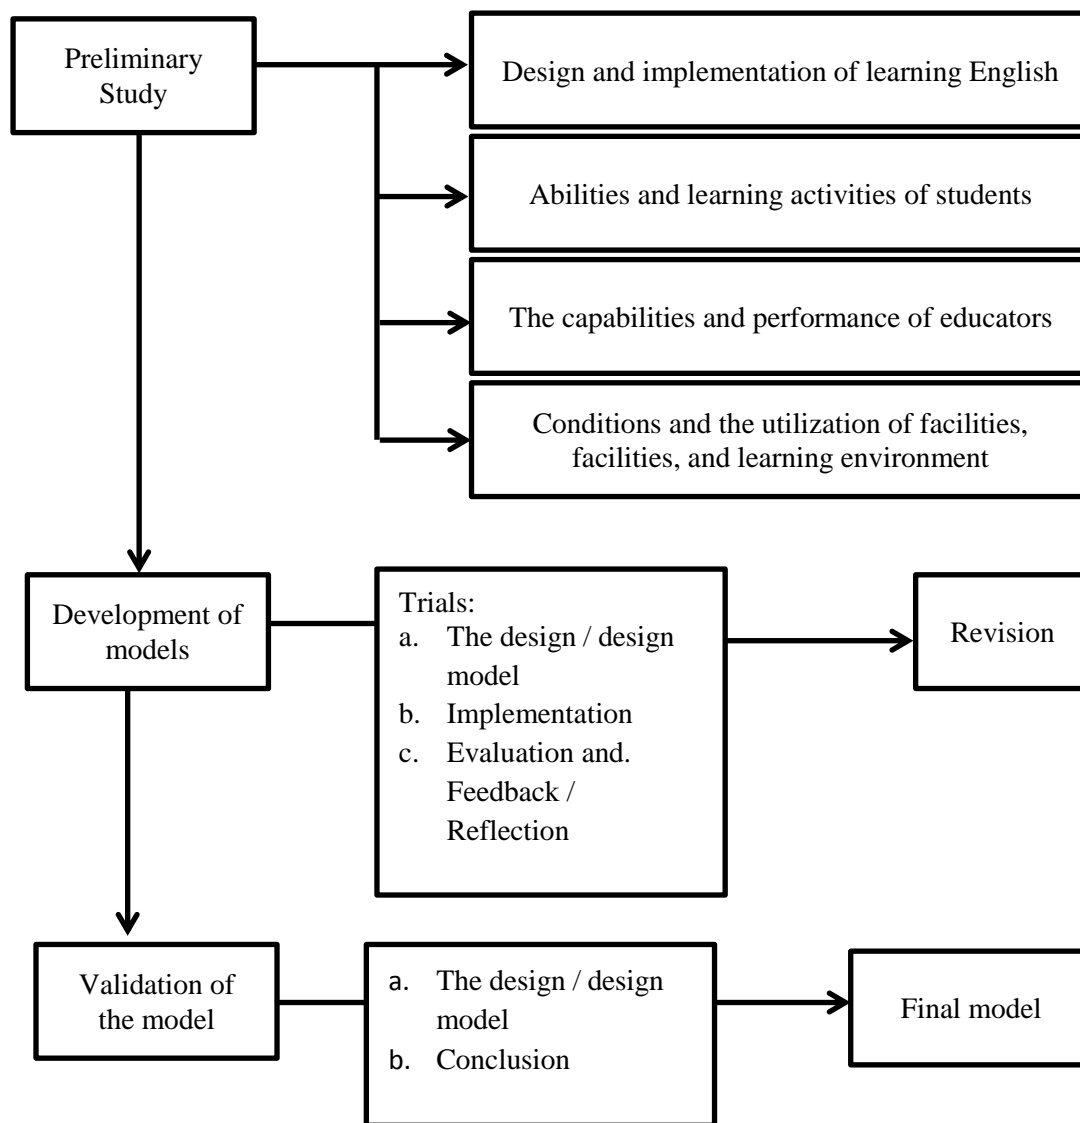 Preliminary
Study
Design and implementation of learning English
Abilities and learning activities of students
The capabilities and performance of educators
Conditions and the utilization of facilities,
facilities, and learning environment
Development of
models
Trials:
a. The design / design
model
b. Implementation
c. Evaluation and.
Feedback /
Reflection
Revision
Validation of
the model
a. The design / design
model
b. Conclusion
Final model